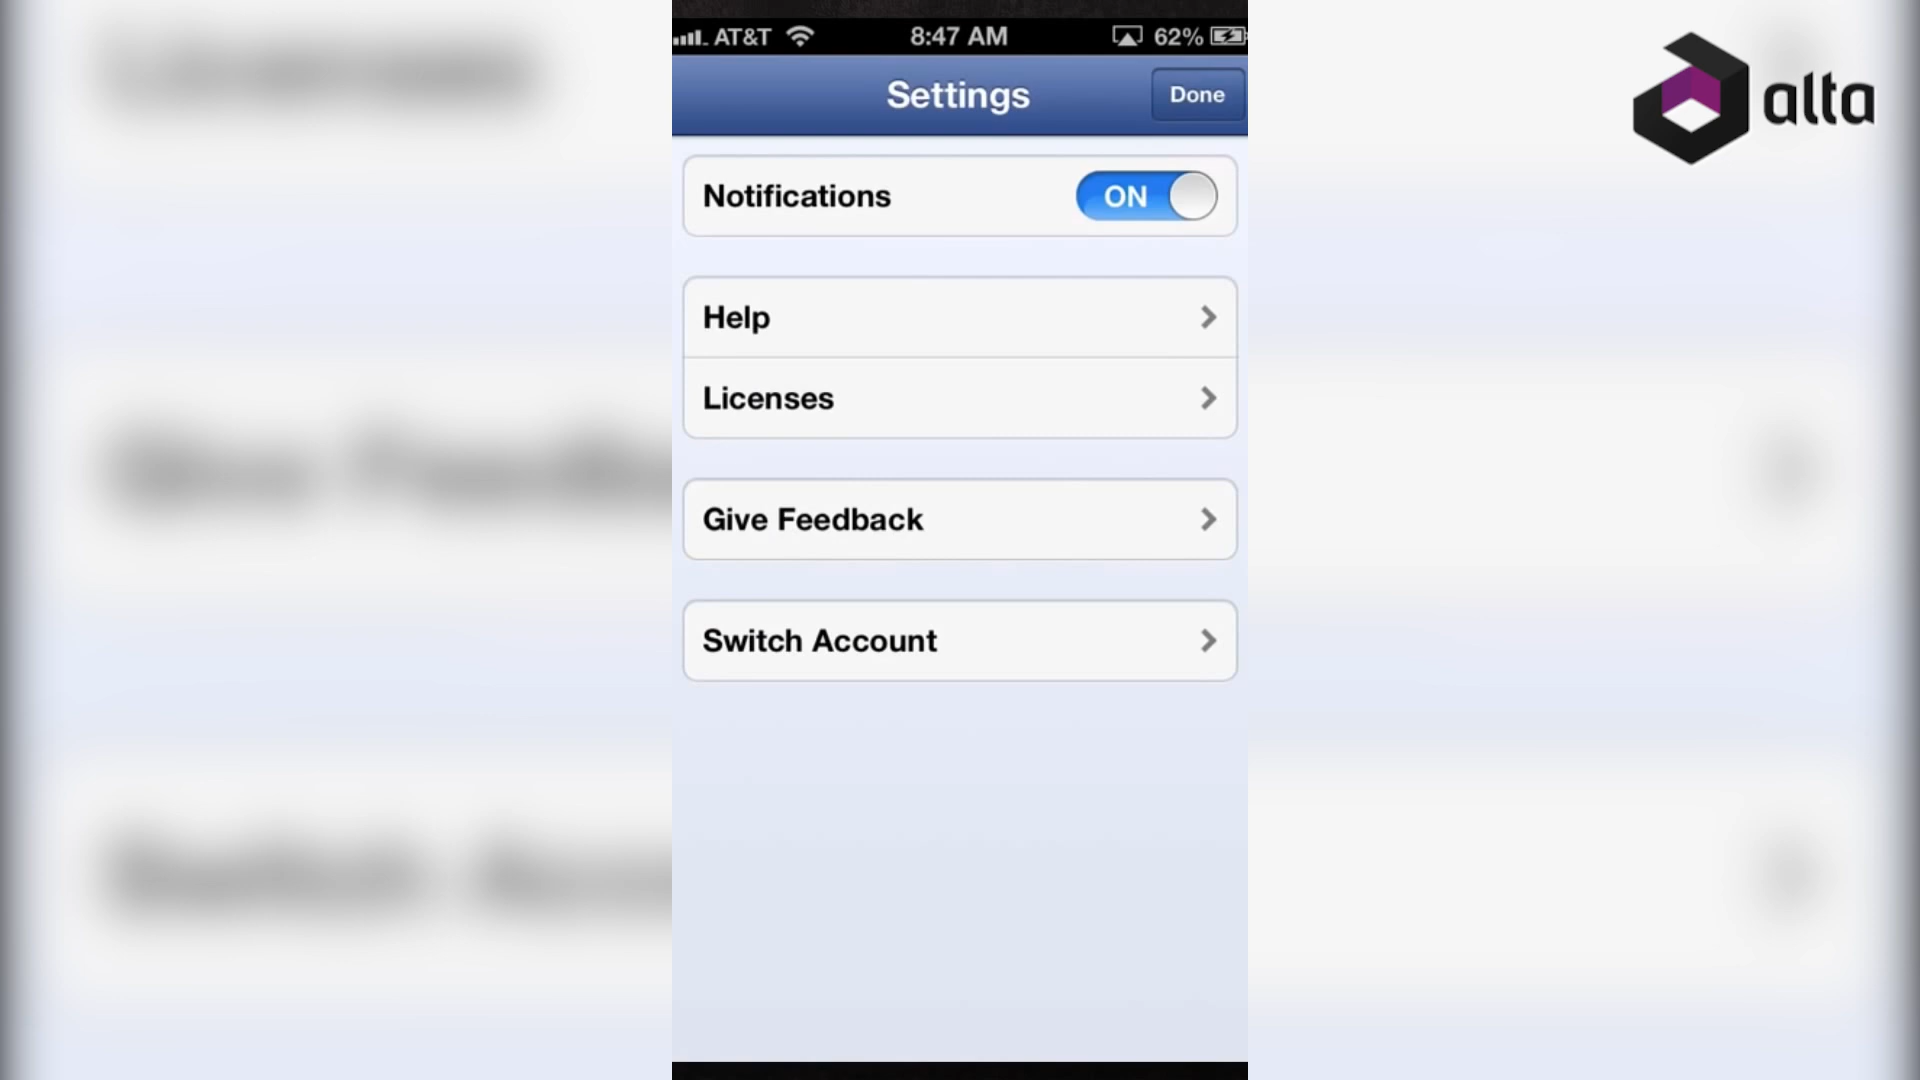 AT&T 8:47 AM 62%
Settings
Done
alta
Notifications ON
Help
Licenses
Give Feedback
Switch Account